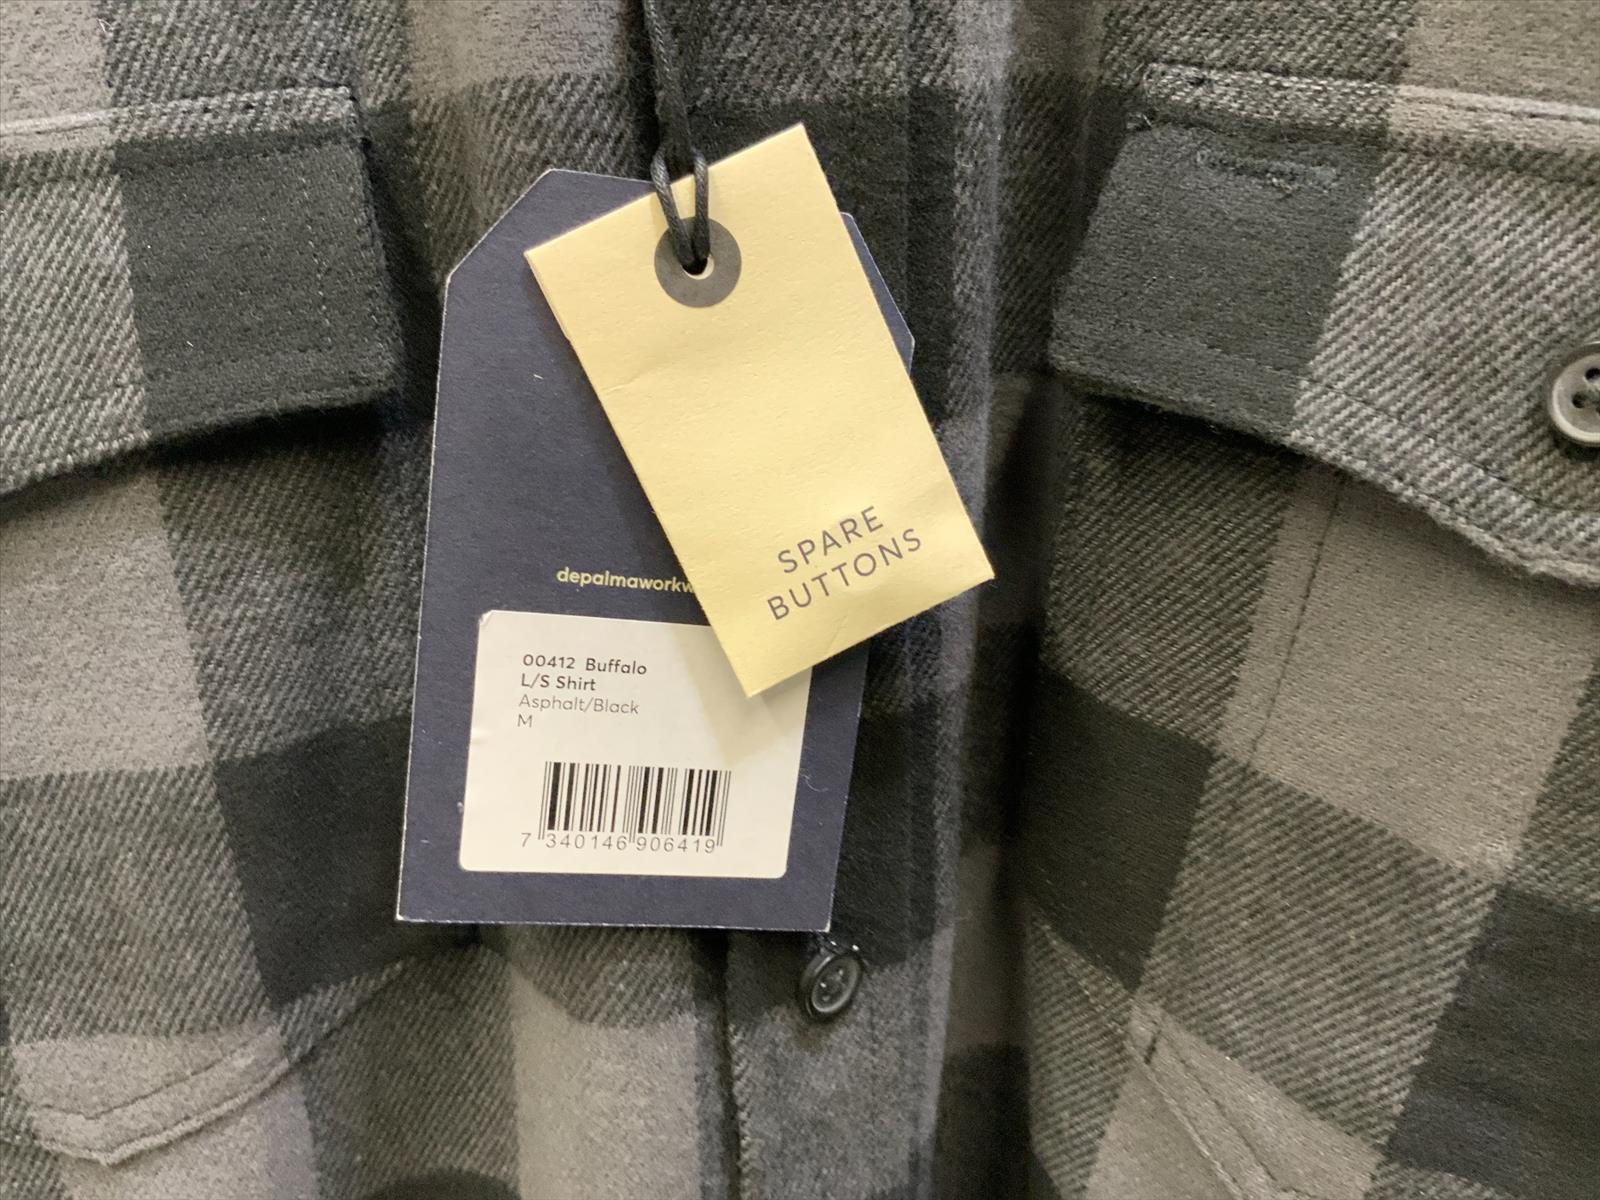 SPARE
BUTTONS
depalmaworkw
00412 Buffalo
L/S Shirt
Asphalt/Black
M
7 340146 906419